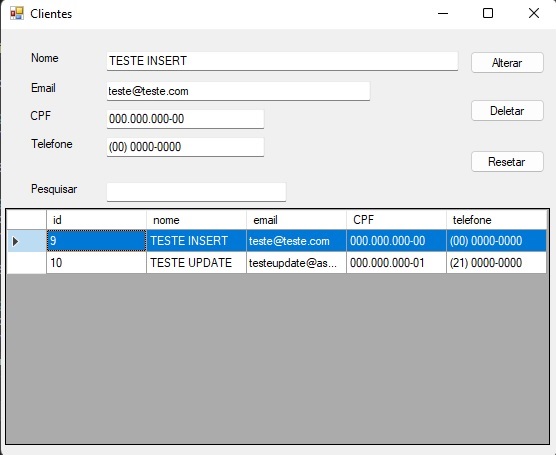 Clientes
Nome TESTE INSERT Alterar
Email teste@teste.com
Deletar
CPF 000.000.000-00
Telefone (00) 0000-0000
Resetar
Pesquisar
id nome email CPF telefone
9 TESTE INSERT teste@teste.com 000.000.000-00 (00) 0000-0000
10 TESTE UPDATE testeupdate@as... 000.000.000-01 (21) 0000-0000